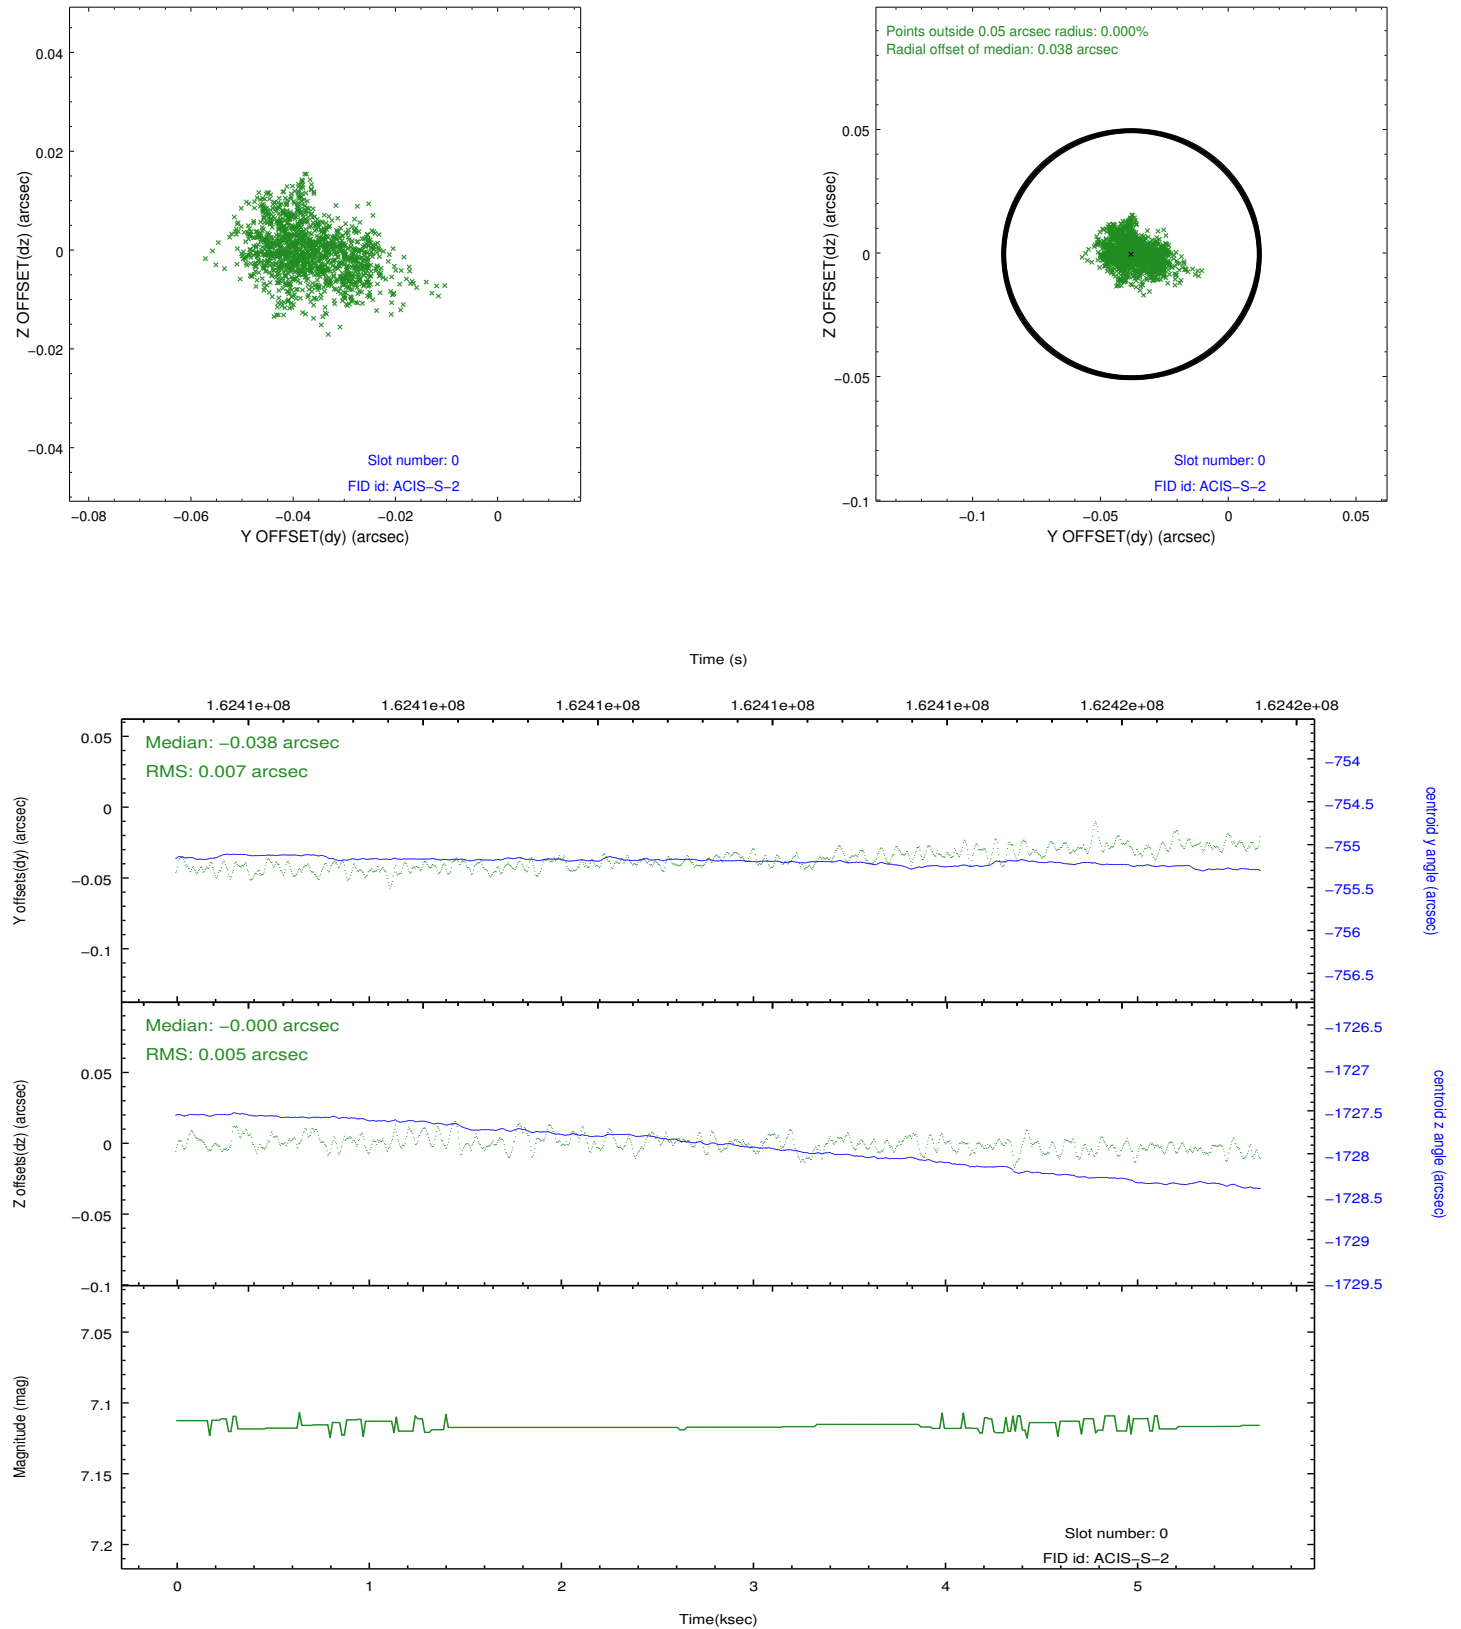 0.04
0.02
0
−0.02
−0.04
Z OFFSET(dz) (arcsec)
Slot number: 0
FID id: ACIS−S−2
−0.08
−0.06
−0.04
−0.02
0
Y OFFSET(dy) (arcsec)
Points outside 0.05 arcsec radius: 0.000%
Radial offset of median: 0.038 arcsec
0.05
0
−0.05
−0.1
Z OFFSET(dz) (arcsec)
Slot number: 0
FID id: ACIS−S−2
−0.1
−0.05
0
0.05
Y OFFSET(dy) (arcsec)
Time (s)
1.6241e+08
1.6241e+08
1.6241e+08
1.6241e+08
1.6241e+08
1.6242e+08
1.6242e+08
Median: −0.038 arcsec
RMS: 0.007 arcsec
0.05
0
−0.05
−0.1
Y offsets(dy) (arcsec)
−754
−754.5
−755
−755.5
−756
−756.5
centroid y angle (arcsec)
Median: −0.000 arcsec
RMS: 0.005 arcsec
0.05
0
−0.05
−0.1
Z offsets(dz) (arcsec)
−1726.5
−1727
−1727.5
−1728
−1728.5
−1729
−1729.5
centroid z angle (arcsec)
7.05
7.1
7.15
7.2
Magnitude (mag)
Slot number: 0
FID id: ACIS−S−2
0
1
2
3
4
5
Time(ksec)